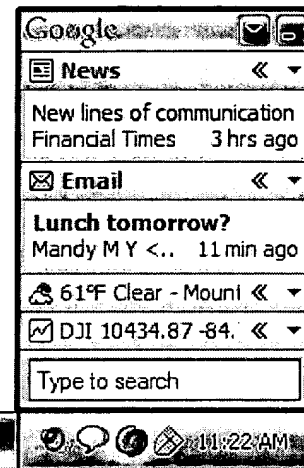 Google
News
New lines of communication
Financial Times 3 hrs ago
Email
Lunch tomorrow?
Mandy M Y <.. 11 min ago
61°F Clear - Mount
DJI 10434.87 -84.
Type to search
11:22 AM